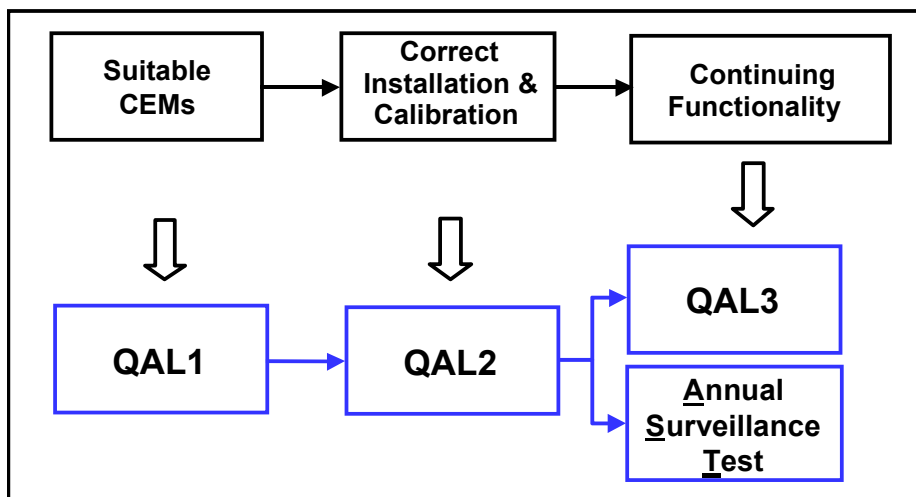 Suitable
CEMs
Correct
Installation &
Calibration
Continuing
Functionality
QAL1
QAL2
QAL3
Annual
Surveillance
Test